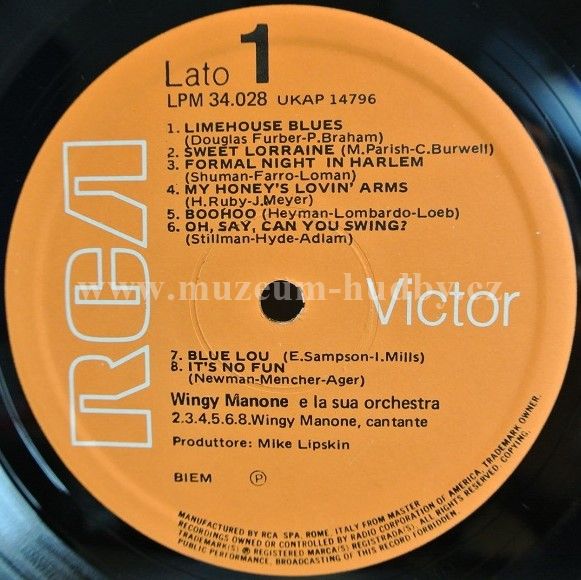 Lato 1
LPM 34.028 UKAP 14796
1. LIMEHOUSE BLUES
(Douglas Furber-P.Braham)
2. SWEET LORRAINE (M.Parish-C.Burwell)
3. FORMAL NIGHT IN HARLEM
(Shuman-Farro-Loman)
4. MY HONEY'S LOVIN' ARMS
(H.Ruby-J.Meyer)
5. BOOHOO (Heyman-Lombardo-Loeb)
6. OH, SAY, CAN YOU SWING?
(Stillman-Hyde-Adlam)
www.muzeum-hudby.cz
RCA Victor
7. BLUE LOU (E.Sampson-I.Mills)
8. IT'S NO FUN
(Newman-Mencher-Ager)
Wingy Manone e la sua orchestra
2.3.4.5.6.8.Wingy Manone, cantante
Produttore: Mike Lipskin
BIEM P
MANUFACTURED BY RCA SPA, ROME, ITALY FROM MASTER
RECORDINGS OWNED OR CONTROLLED BY RADIO CORPORATION OF AMERICA, TRADEMARK OWNER.
TRADEMARK(S) ® REGISTERED MARCA(S) REGISTRADA(S). ALL RIGHTS RESERVED. COPYING,
PUBLIC PERFORMANCE, BROADCASTING OF THIS RECORD FORBIDDEN.